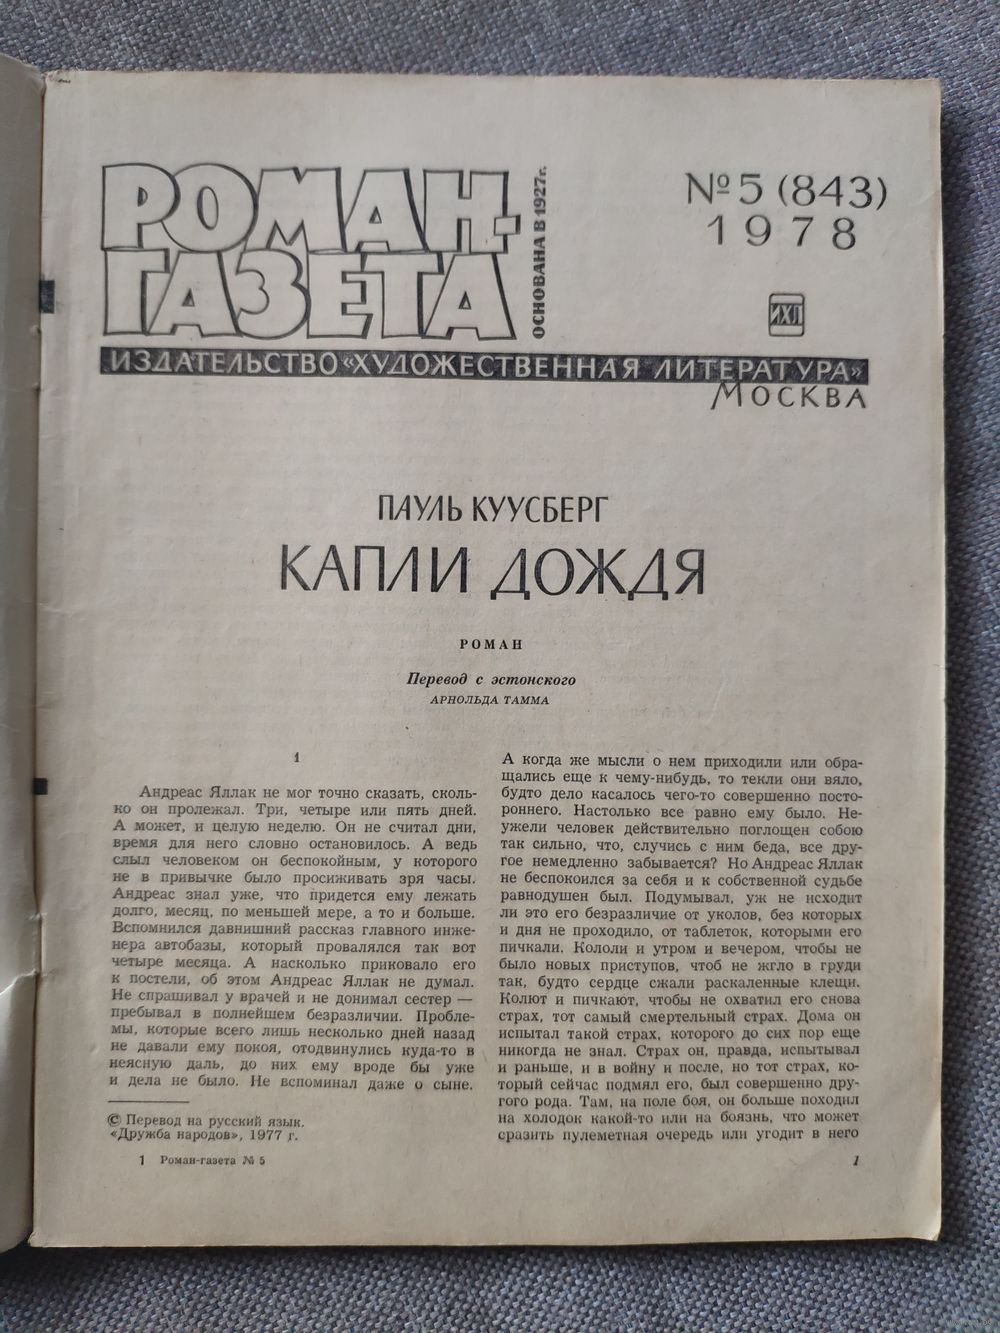 РОМАН-
ГАЗЕТА
ОСНОВАНА В 1927г.
№5 (843)
1978
ИХЛ
ИЗДАТЕЛЬСТВО «ХУДОЖЕСТВЕННАЯ ЛИТЕРАТУРА»
МОСКВА
ПАУЛЬ КУУСБЕРГ
КАПЛИ ДОЖДЯ
РОМАН
Перевод с эстонского
АРНОЛЬДА ТАММА
1
Андреас Яллак не мог точно сказать, сколь-
ко он пролежал. Три, четыре или пять дней.
А может, и целую неделю. Он не считал дни,
время для него словно остановилось. А ведь
слыл человеком он беспокойным, у которого
не в привычке было просиживать зря часы.
Андреас знал уже, что придется ему лежать
долго, месяц, по меньшей мере, а то и больше.
Вспомнился давнишний рассказ главного инже-
нера автобазы, который провалялся так вот
четыре месяца. А насколько приковало его
к постели, об этом Андреас Яллак не думал.
Не спрашивал у врачей и не донимал сестер —
пребывал в полнейшем безразличии. Пробле-
мы, которые всего лишь несколько дней назад
не давали ему покоя, отодвинулись куда-то в
неясную даль, до них ему вроде бы уже
и дела не было. Не вспоминал даже о сыне.
© Перевод на русский язык.
«Дружба народов», 1977 г.
1 Роман-газета № 5
А когда же мысли о нем приходили или обра-
щались еще к чему-нибудь, то текли они вяло,
будто дело касалось чего-то совершенно посто-
роннего. Настолько все равно ему было. Не-
ужели человек действительно поглощен собою
так сильно, что, случись с ним беда, все дру-
гое немедленно забывается? Но Андреас Яллак
не беспокоился за себя и к собственной судьбе
равнодушен был. Подумывал, уж не исходит
ли это его безразличие от уколов, без которых
и дня не проходило, от таблеток, которыми его
пичкали. Кололи и утром и вечером, чтобы не
было новых приступов, чтоб не жгло в груди
так, будто сердце сжали раскаленные клещи.
Колют и пичкают, чтобы не охватил его снова
страх, тот самый смертельный страх. Дома он
испытал такой страх, которого до сих пор еще
никогда не знал. Страх он, правда, испытывал
и раньше, и в войну и после, но тот страх, ко-
торый сейчас подмял его, был совершенно дру-
гого рода. Там, на поле боя, он больше походил
на холодок какой-то или на боязнь, что может
сразить пулеметная очередь или угодит в него
1